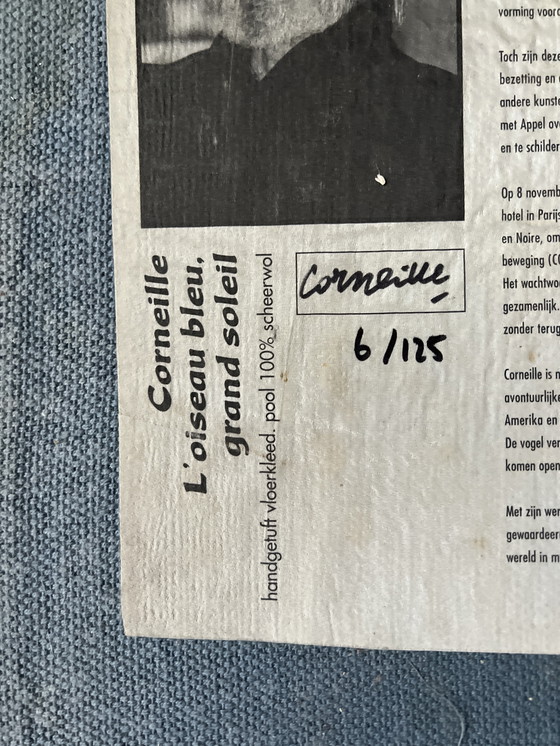 Corneille
L'oiseau bleu,
grand soleil
handgetuft vloerkleed. pool 100% scheerwol
Corneille
6/125
vorming voor
Toch zijn deze
bezetting en
andere kunste
met Appel ov
en te schilder
Op 8 novemb
hotel in Parijs
en Noire, om
beweging (CO
Het wachtwo
gezamenlijk.
zonder terug
Corneille is n
avontuurlijke
Amerika en
De vogel ver
komen open
Met zijn wer
gewaardeer
wereld in m